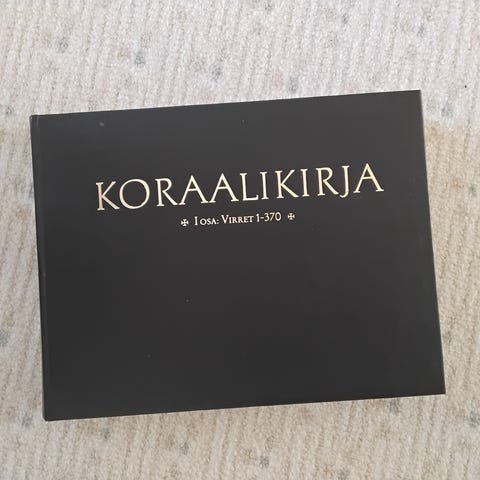 KORAALIKIRJA
✠ I OSA: VIRRET 1-370 ✠